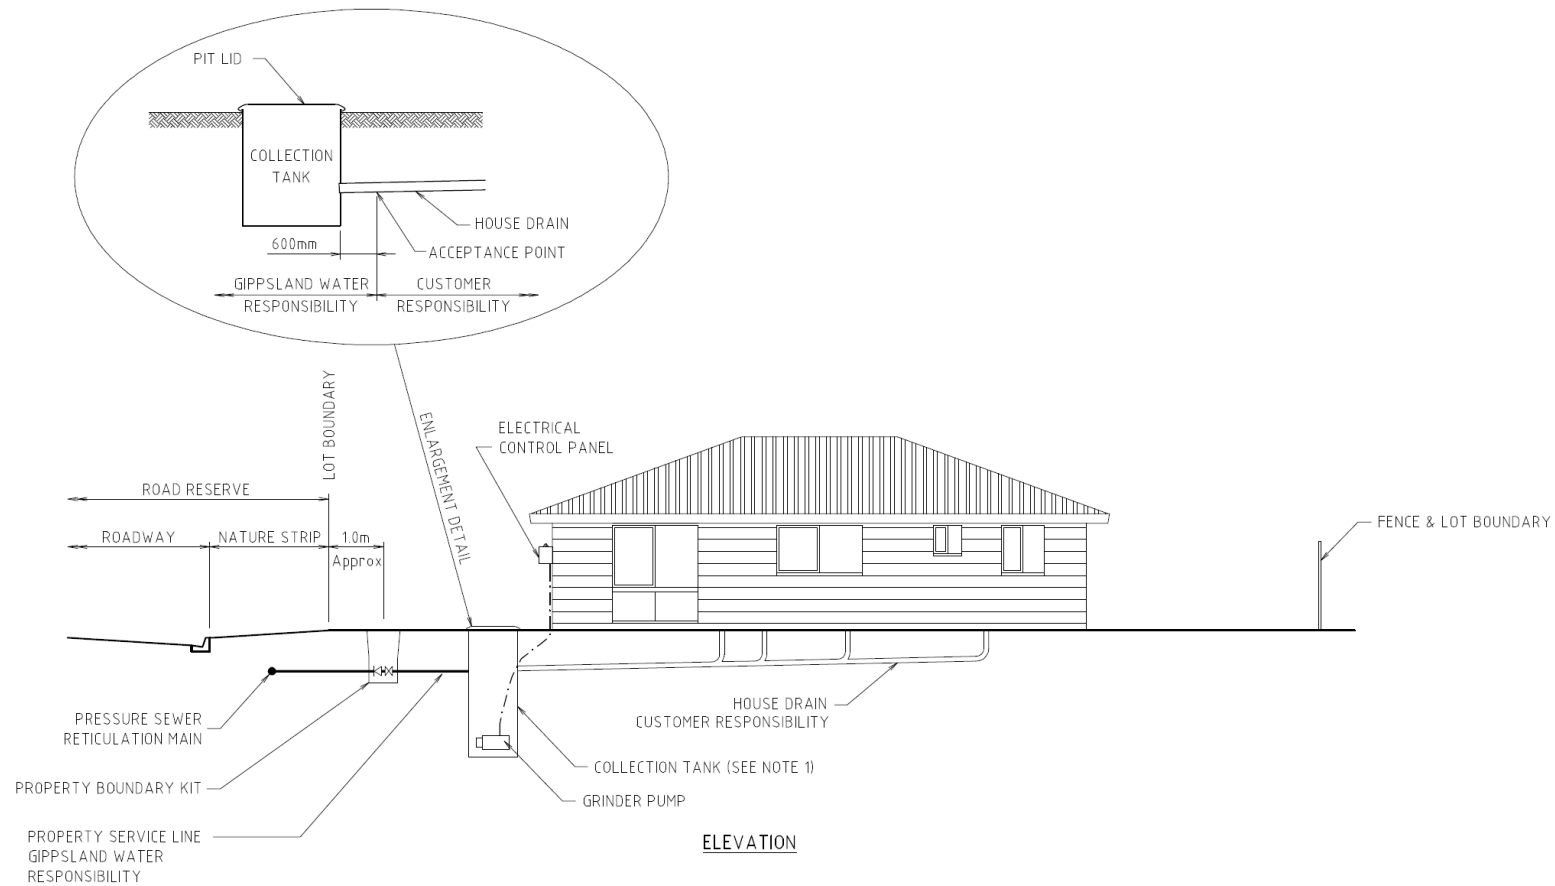 PIT LID
COLLECTION
TANK
HOUSE DRAIN
600mm
ACCEPTANCE POINT
GIPPSLAND WATER
RESPONSIBILITY
CUSTOMER
RESPONSIBILITY
LOT BOUNDARY
ENLARGEMENT DETAIL
ELECTRICAL
CONTROL PANEL
ROAD RESERVE
ROADWAY
NATURE STRIP
1.0m
Approx
FENCE & LOT BOUNDARY
HOUSE DRAIN
CUSTOMER RESPONSIBILITY
PRESSURE SEWER
RETICULATION MAIN
COLLECTION TANK (SEE NOTE 1)
PROPERTY BOUNDARY KIT
GRINDER PUMP
PROPERTY SERVICE LINE
GIPPSLAND WATER
RESPONSIBILITY
ELEVATION